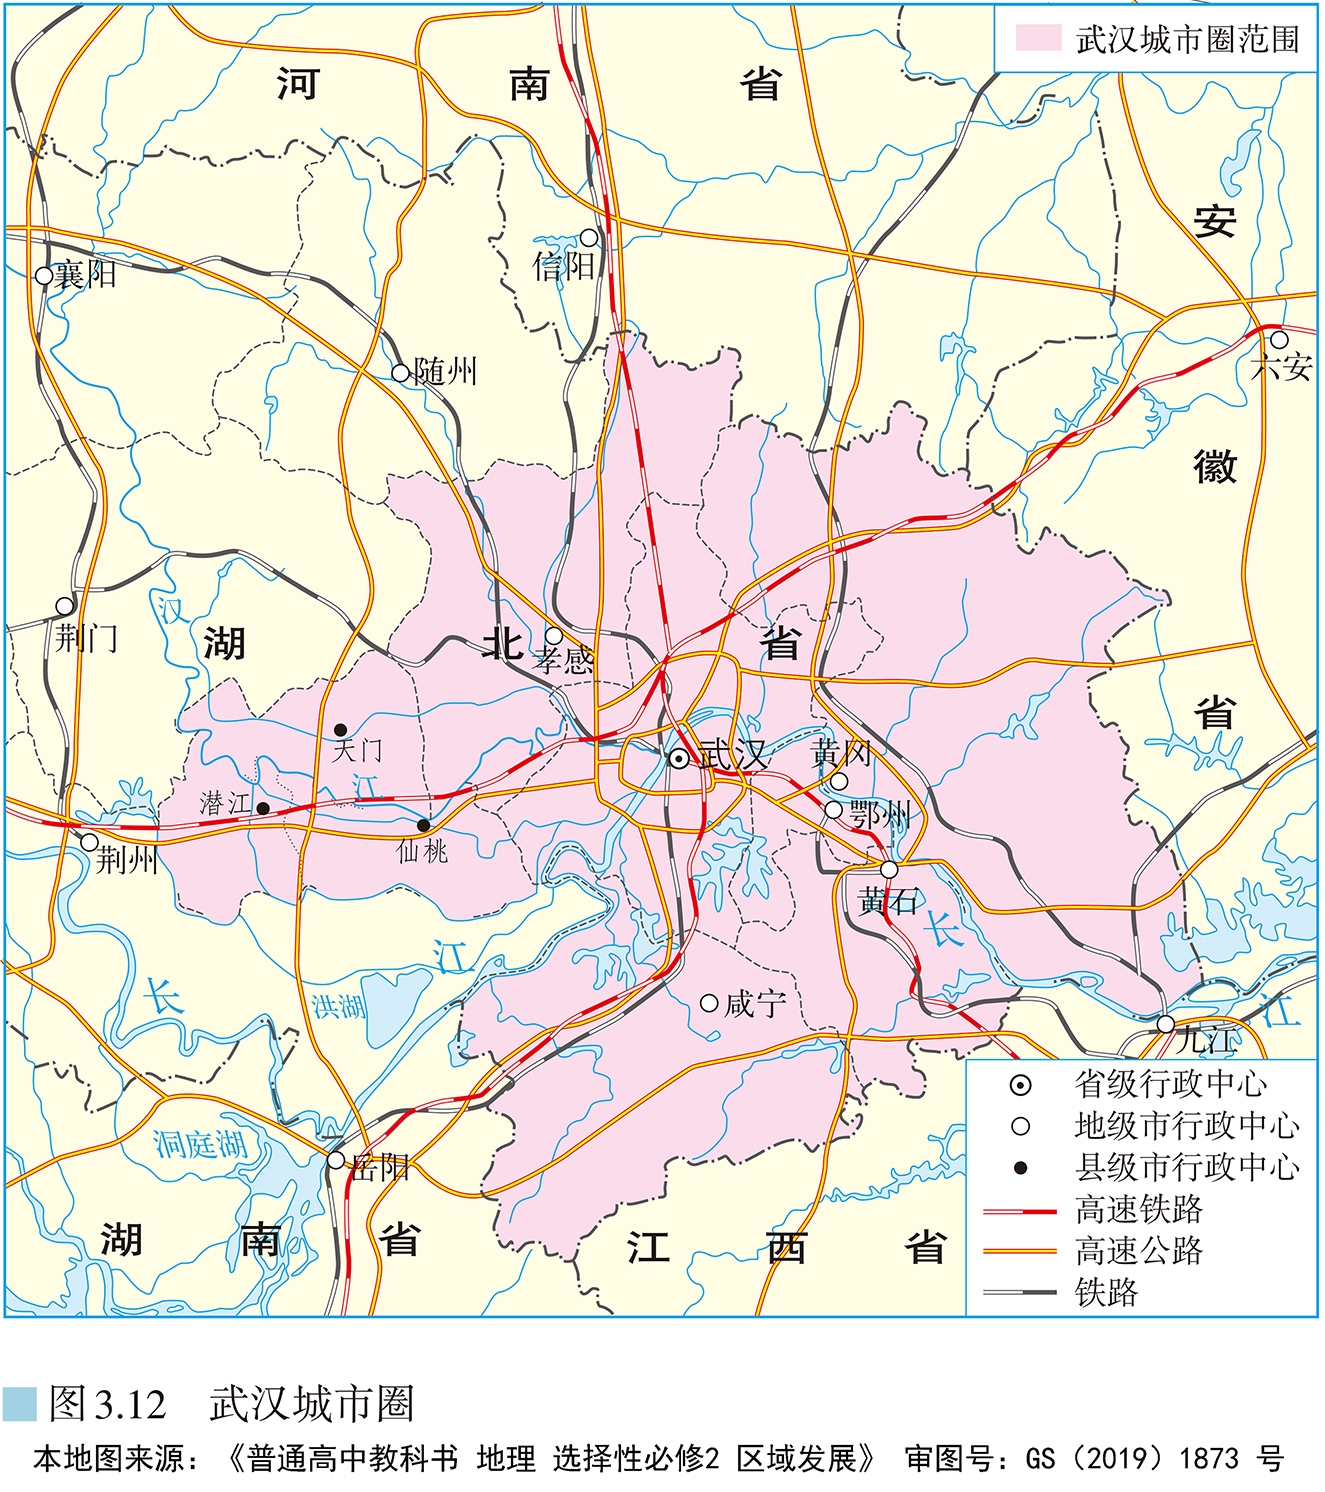 武汉城市圈范围
河 南 省
安
徽
省
襄阳
信阳
随州
六安
汉
荆门
湖 北 省
孝感
天门
武汉
黄冈
潜江
江
仙桃
鄂州
荆州
黄石
长
江
长
洪湖
咸宁
江
九江
洞庭湖
岳阳
湖 南 省
江 西 省
省级行政中心
地级市行政中心
县级市行政中心
高速铁路
高速公路
铁路
图3.12 武汉城市圈
本地图来源：《普通高中教科书 地理 选择性必修2 区域发展》 审图号：GS（2019）1873 号